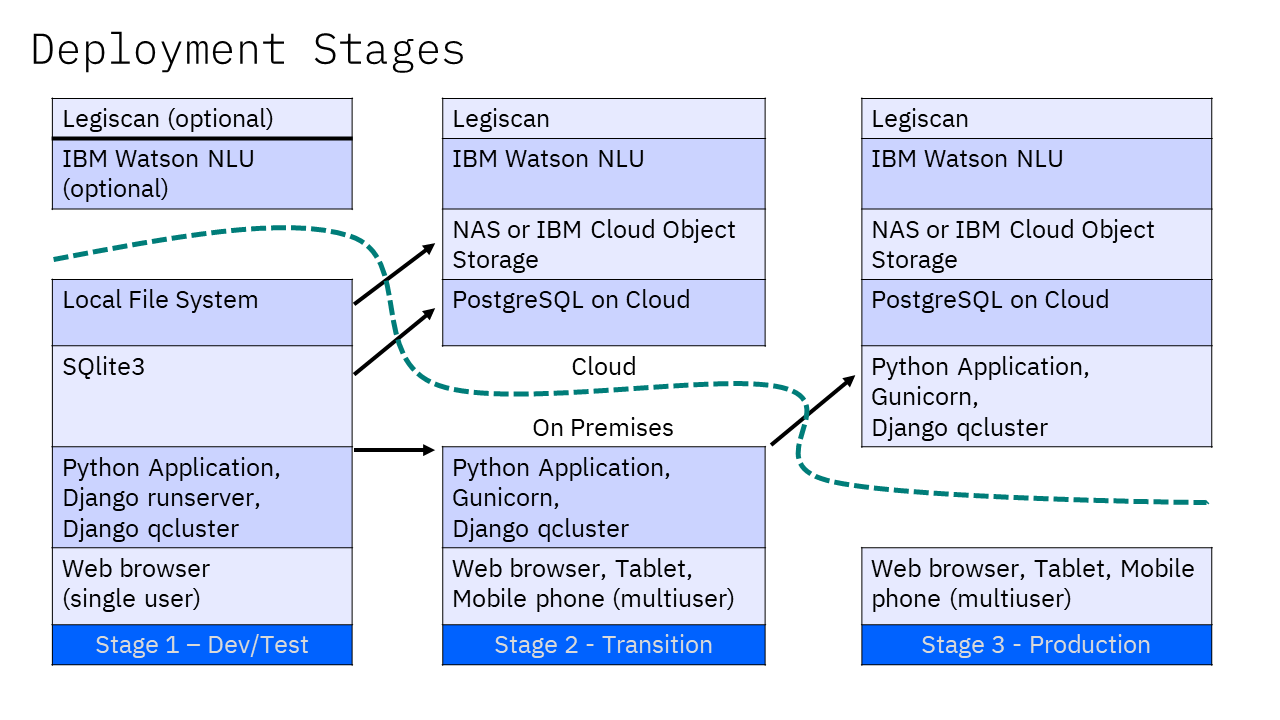 Deployment Stages
Legiscan (optional)
IBM Watson NLU
(optional)
Local File System
SQlite3
Python Application,
Django runserver,
Django qcluster
Web browser
(single user)
Stage 1 – Dev/Test
Legiscan
IBM Watson NLU
NAS or IBM Cloud Object
Storage
PostgreSQL on Cloud
Cloud
On Premises
Python Application,
Gunicorn,
Django qcluster
Web browser, Tablet,
Mobile phone (multiuser)
Stage 2 - Transition
Legiscan
IBM Watson NLU
NAS or IBM Cloud Object
Storage
PostgreSQL on Cloud
Python Application,
Gunicorn,
Django qcluster
Web browser, Tablet, Mobile
phone (multiuser)
Stage 3 - Production